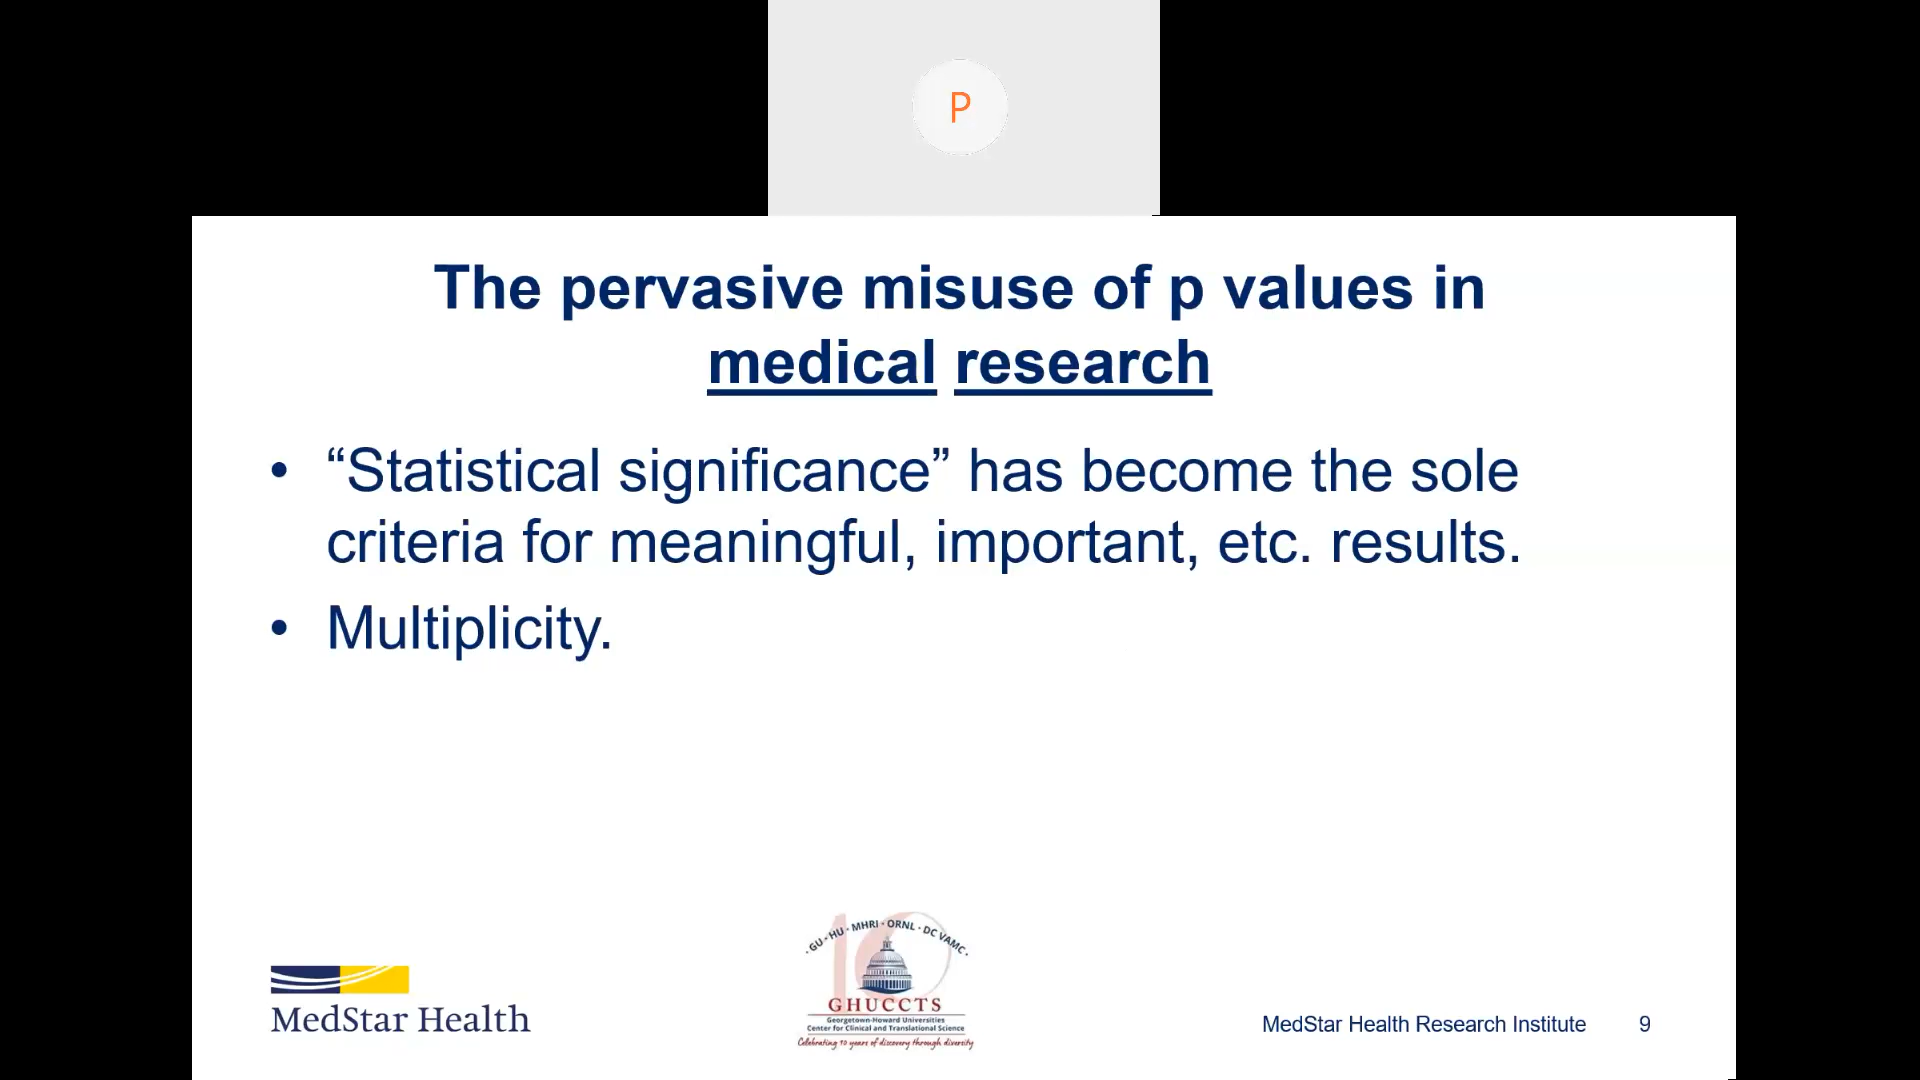 P
The pervasive misuse of p values in
medical research
• “Statistical significance” has become the sole
criteria for meaningful, important, etc. results.
• Multiplicity.
· GU · HU · MHRI · ORNL · DC VAMC ·
10
GHUCCTS
Georgetown-Howard Universities
Center for Clinical and Translational Science
Celebrating 10 years of discovery through diversity
MedStar Health
MedStar Health Research Institute 9